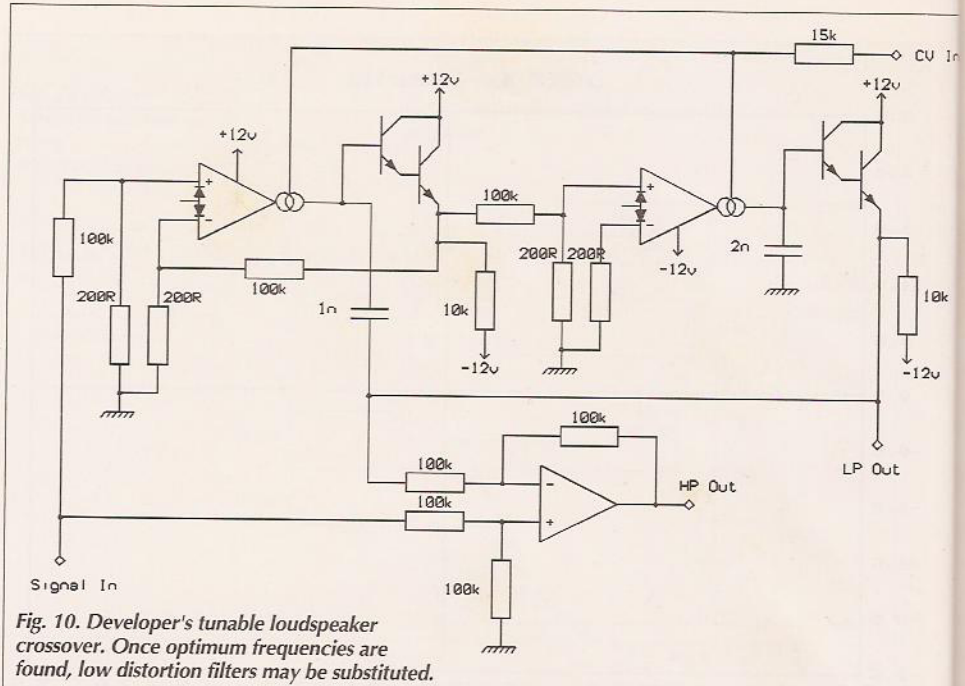 15k
CV In
+12v
+12v
+12v
100k
100k
200R
200R
100k
200R
200R
-12v
2n
10k
1n
10k
-12v
-12v
100k
100k
HP Out
LP Out
100k
100k
Signal In
Fig. 10. Developer's tunable loudspeaker
crossover. Once optimum frequencies are
found, low distortion filters may be substituted.